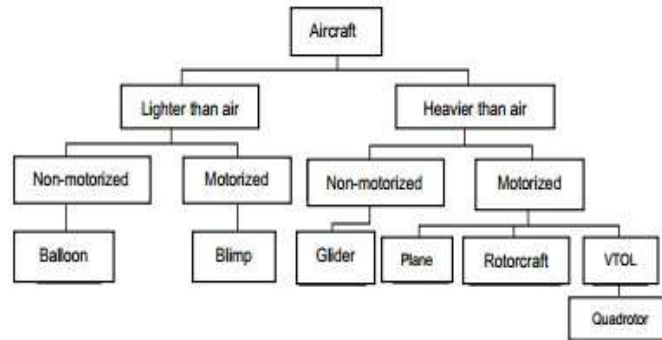 Aircraft
Lighter than air
Heavier than air
Non-motorized
Motorized
Non-motorized
Motorized
Balloon
Blimp
Glider
Plane
Rotorcraft
VTOL
Quadrotor